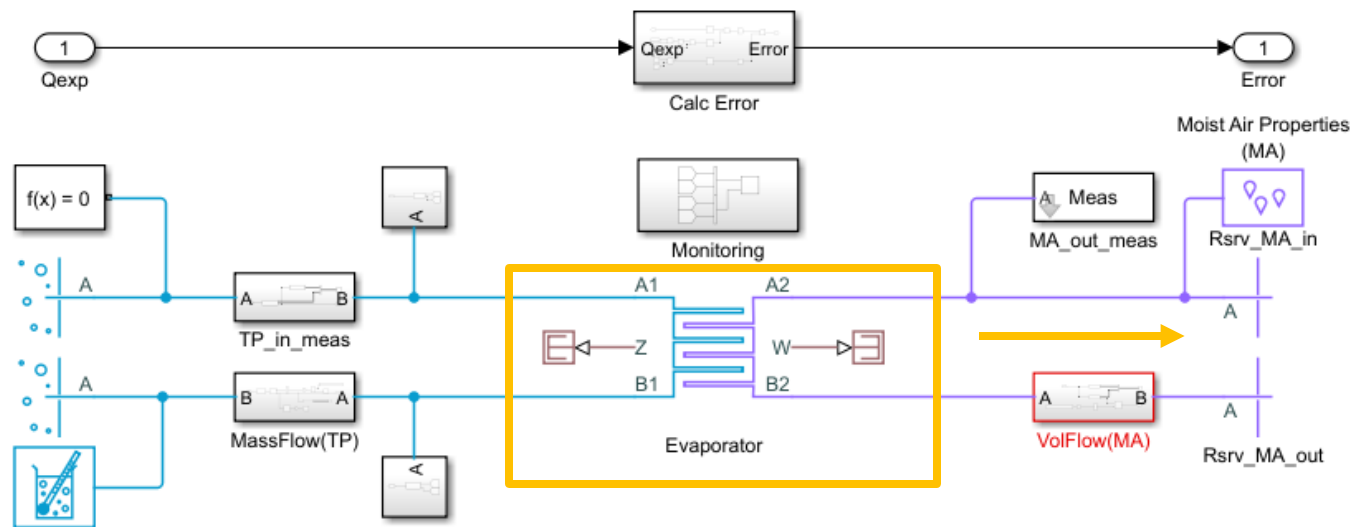 1
Qexp
Qexp Error
Calc Error
1
Error
Moist Air Properties
(MA)
f(x) = 0
A
Monitoring
A Meas
MA_out_meas
Rsrv_MA_in
A
A B
TP_in_meas
A1 A2
A
Z W
A
B A
MassFlow(TP)
B1 B2
A B
VolFlow(MA)
A
Evaporator
Rsrv_MA_out
A